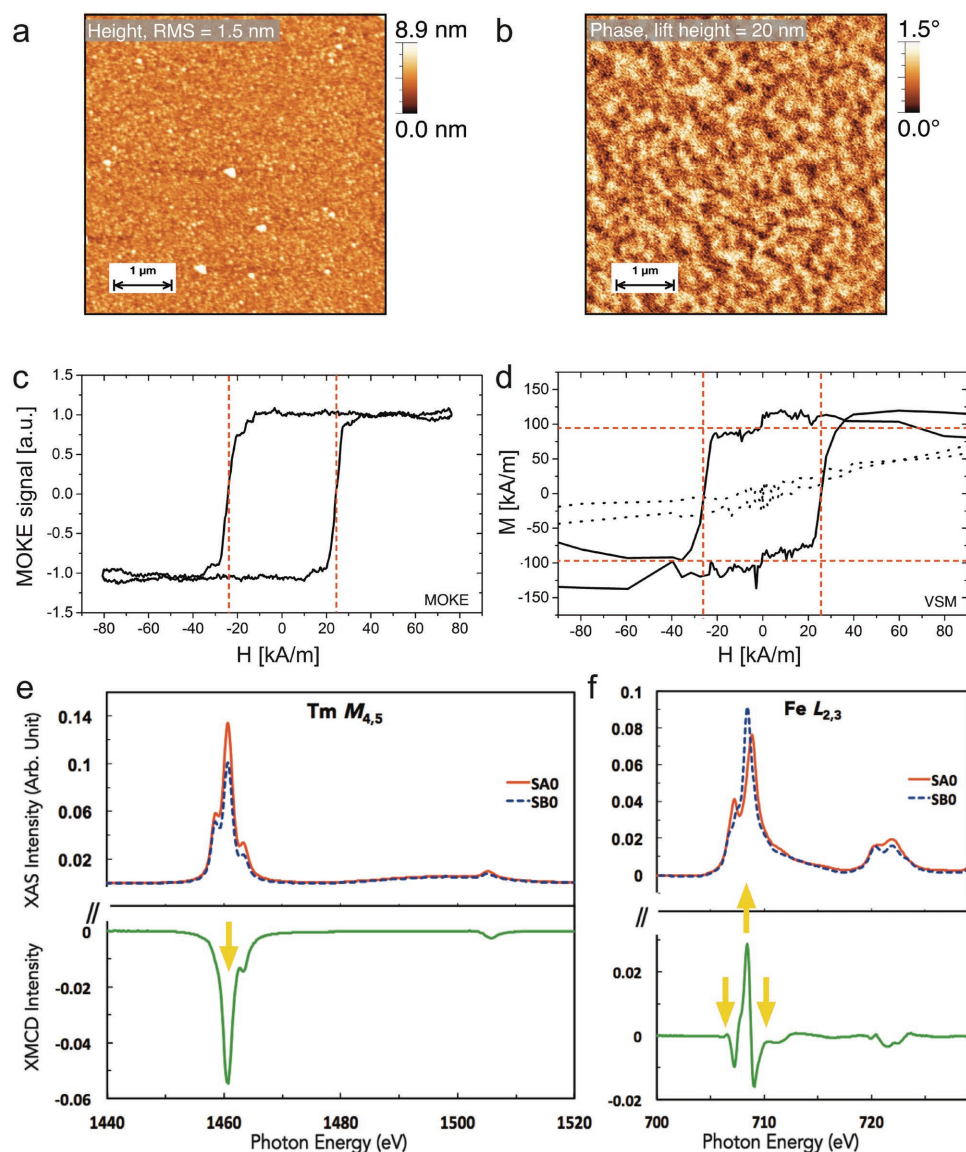 a
Height, RMS = 1.5 nm
8.9 nm
0.0 nm
1 µm
b
Phase, lift height = 20 nm
1.5°
0.0°
1 µm
c
MOKE signal [a.u.]
1.5
1.0
0.5
0.0
-0.5
-1.0
-1.5
MOKE
-80 -60 -40 -20 0 20 40 60 80
H [kA/m]
d
M [kA/m]
150
100
50
0
-50
-100
-150
VSM
-80 -60 -40 -20 0 20 40 60 80
H [kA/m]
e
Tm M4,5
XAS Intensity (Arb. Unit)
0.14
0.10
0.06
0.02
SA0
SB0
//
XMCD Intensity
0
-0.02
-0.04
-0.06
1440 1460 1480 1500 1520
Photon Energy (eV)
f
Fe L2,3
0.1
0.08
0.06
0.04
0.02
0
SA0
SB0
//
0.02
0
-0.02
700 710 720
Photon Energy (eV)